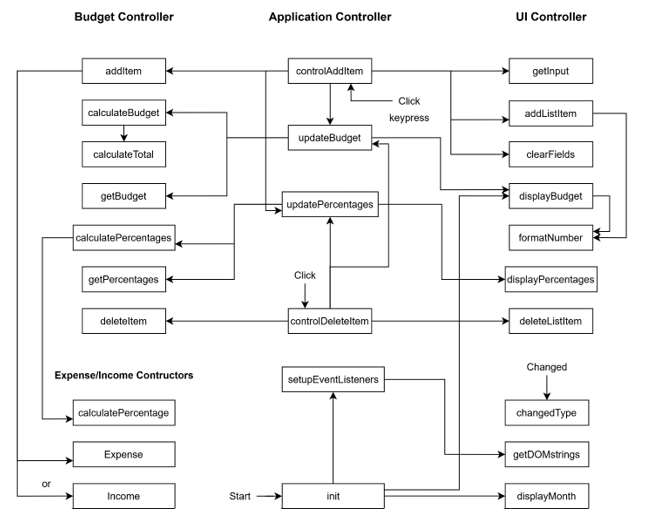 Budget Controller
Application Controller
UI Controller
addItem
controlAddItem
getInput
calculateBudget
Click
keypress
addListItem
updateBudget
calculateTotal
clearFields
getBudget
updatePercentages
displayBudget
calculatePercentages
formatNumber
getPercentages
Click
displayPercentages
deleteItem
controlDeleteItem
deleteListItem
Expense/Income Contructors
setupEventListeners
Changed
calculatePercentage
changedType
Expense
getDOMstrings
or
Income
Start
init
displayMonth